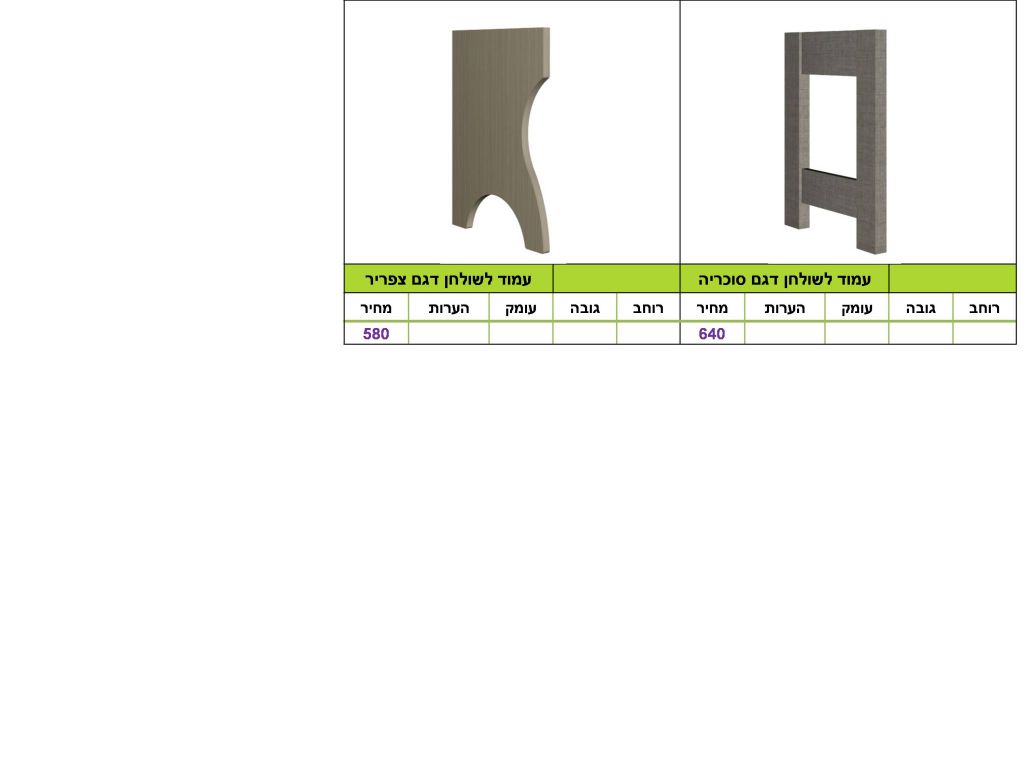 עמוד לשולחן דגם סוכריה
רוחב גובה עומק הערות מחיר
640
עמוד לשולחן דגם צפריר
רוחב גובה עומק הערות מחיר
580